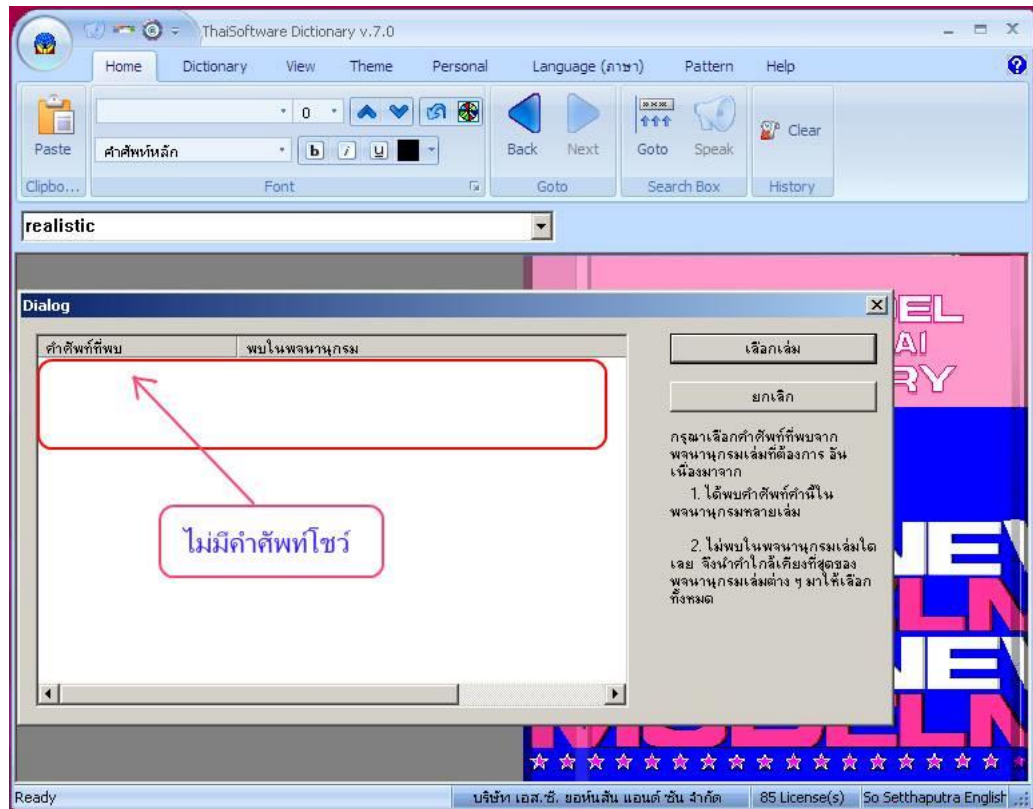 ThaiSoftware Dictionary v.7.0
Home Dictionary View Theme Personal Language (ภาษา) Pattern Help
0
Paste คำศัพท์หลัก b i u Back Next Goto Speak Clear
Clipbo... Font Goto Search Box History
realistic
Dialog
คำศัพท์ที่พบ พบในพจนานุกรม
เลือกเล่ม
ยกเลิก
กรุณาเลือกคำศัพท์ที่พบจาก
พจนานุกรมเล่มที่ต้องการ อัน
เนื่องมาจาก
1. ได้พบคำศัพท์คำนี้ใน
พจนานุกรมหลายเล่ม
2. ไม่พบในพจนานุกรมเล่มใด
เลย จึงนำคำใกล้เคียงที่สุดของ
พจนานุกรมเล่มต่าง ๆ มาให้เลือก
ทั้งหมด
ไม่มีคำศัพท์โชว์
Ready บริษัท เอส.ซี. ยอห์นสัน แอนด์ ซัน จำกัด 85 License(s) So Setthaputra English